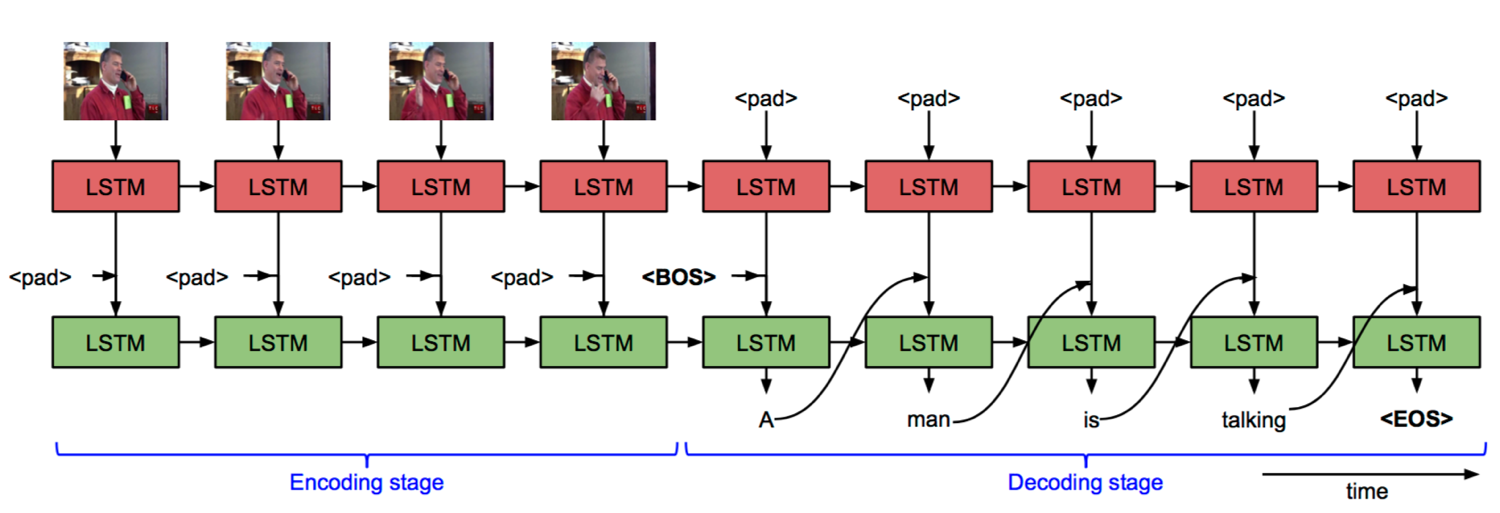 <pad> <pad> <pad> <pad> <pad>
LSTM LSTM LSTM LSTM LSTM LSTM LSTM LSTM LSTM
<pad> <pad> <pad> <pad> <BOS>
LSTM LSTM LSTM LSTM LSTM LSTM LSTM LSTM LSTM
A man is talking <EOS>
Encoding stage Decoding stage
time